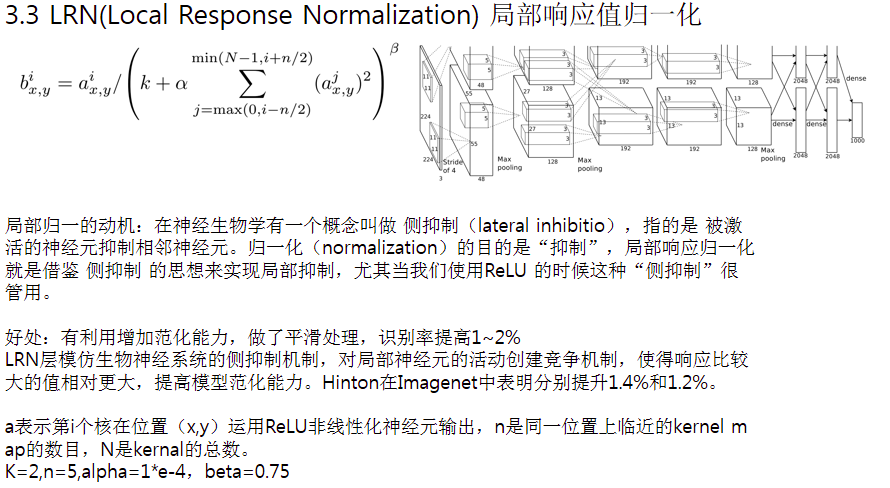 3.3 LRN(Local Response Normalization) 局部响应值归一化
b^i_{x,y} = a^i_{x,y} / ( k + α ∑_{j=max(0,i−n/2)}^{min(N−1,i+n/2)} (a^j_{x,y})² )^β
11
11
224
11
11
224
3
Stride
of 4
55
48
5
5
55
48
Max
pooling
27
128
27
128
Max
pooling
3
3
13
192
13
192
3
3
13
192
13
192
3
3
13
128
13
128
Max
pooling
2048
2048
dense
dense
dense
2048
2048
1000
局部归一的动机：在神经生物学有一个概念叫做 侧抑制（lateral inhibitio），指的是 被激
活的神经元抑制相邻神经元。归一化（normalization）的目的是“抑制”，局部响应归一化
就是借鉴 侧抑制 的思想来实现局部抑制，尤其当我们使用ReLU 的时候这种“侧抑制”很
管用。
好处：有利用增加范化能力，做了平滑处理，识别率提高1~2%
LRN层模仿生物神经系统的侧抑制机制，对局部神经元的活动创建竞争机制，使得响应比较
大的值相对更大，提高模型范化能力。Hinton在Imagenet中表明分别提升1.4%和1.2%。
a表示第i个核在位置（x,y）运用ReLU非线性化神经元输出，n是同一位置上临近的kernel m
ap的数目，N是kernal的总数。
K=2,n=5,alpha=1*e-4，beta=0.75